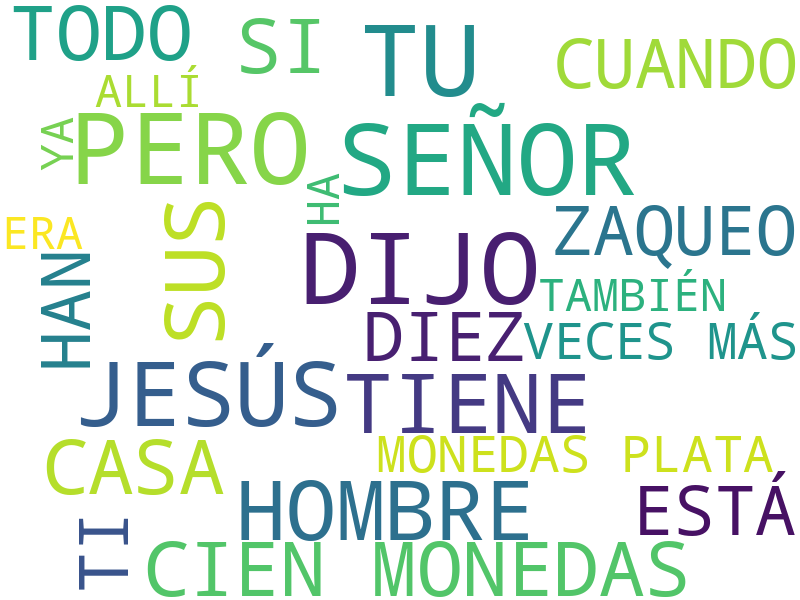 TODO
SI
TU
CUANDO
ALLÍ
YA
PERO
SEÑOR
HA
ERA
SUS
ZAQUEO
DIJO
HAN
TAMBIÉN
DIEZ
VECES MÁS
JESÚS
TIENE
CASA
MONEDAS PLATA
HOMBRE
ESTÁ
TI
CIEN MONEDAS